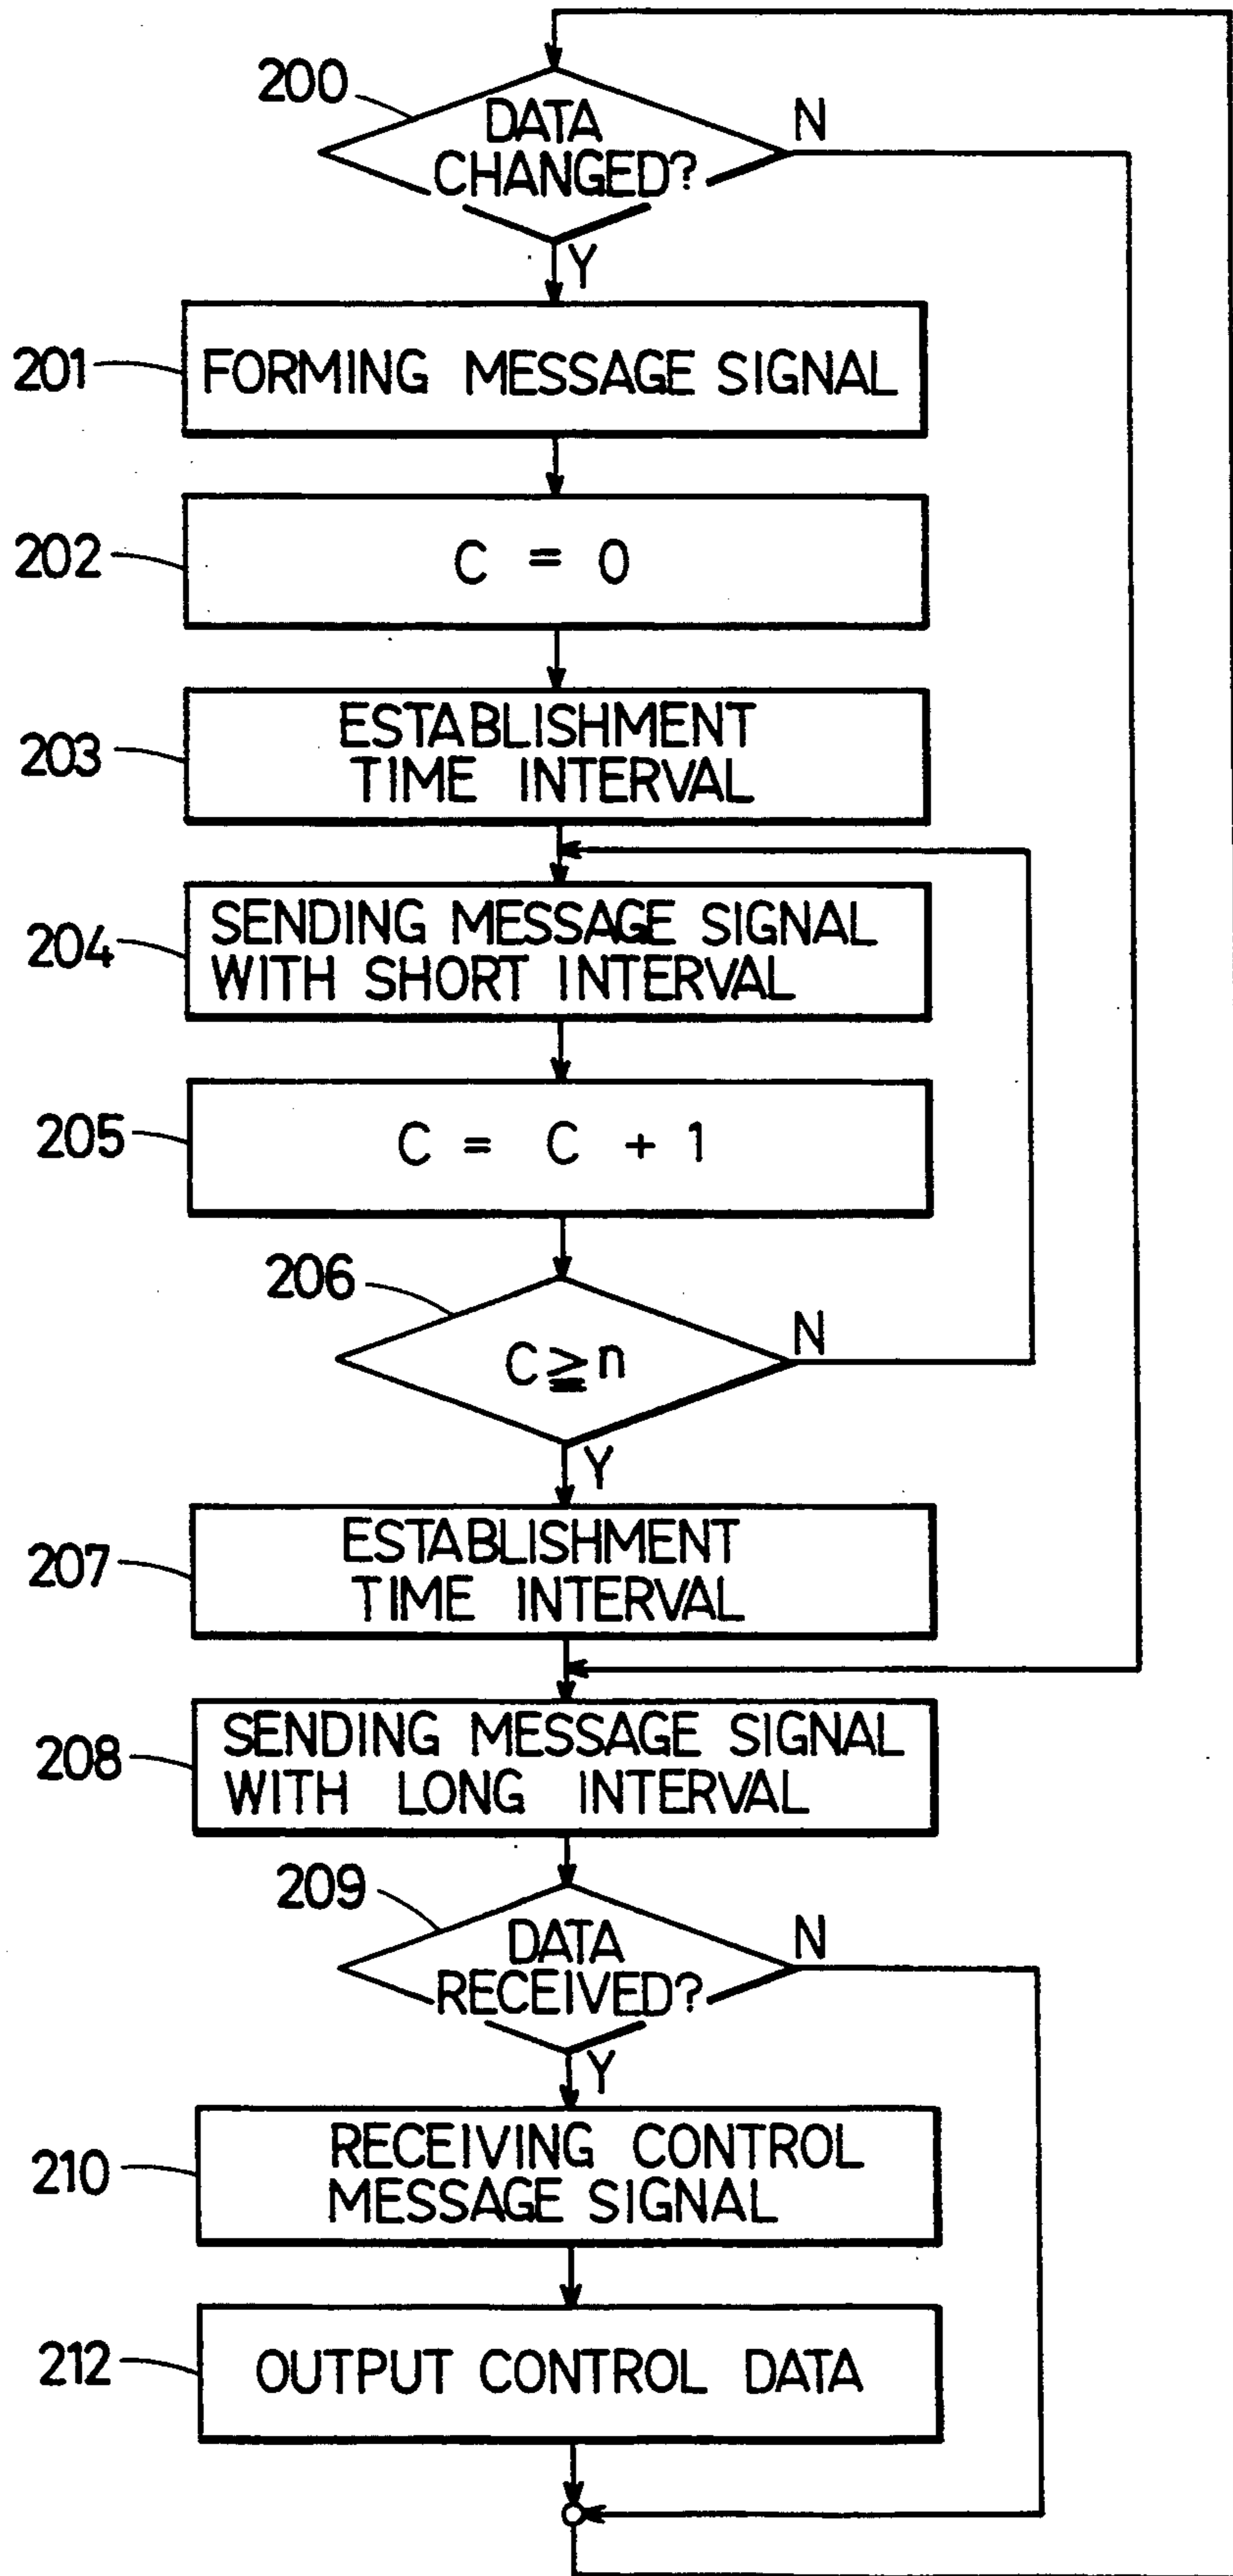 200
DATA
CHANGED?
N
Y
201
FORMING MESSAGE SIGNAL
202
C = 0
203
ESTABLISHMENT
TIME INTERVAL
204
SENDING MESSAGE SIGNAL
WITH SHORT INTERVAL
205
C = C + 1
206
C ≧ n
N
Y
207
ESTABLISHMENT
TIME INTERVAL
208
SENDING MESSAGE SIGNAL
WITH LONG INTERVAL
209
DATA
RECEIVED?
N
Y
210
RECEIVING CONTROL
MESSAGE SIGNAL
212
OUTPUT CONTROL DATA